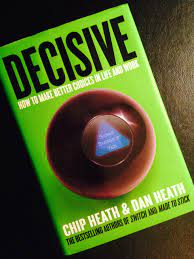 DECISIVE
HOW TO MAKE BETTER CHOICES IN LIFE AND WORK
CHIP HEATH & DAN HEATH
THE BESTSELLING AUTHORS OF SWITCH AND MADE TO STICK